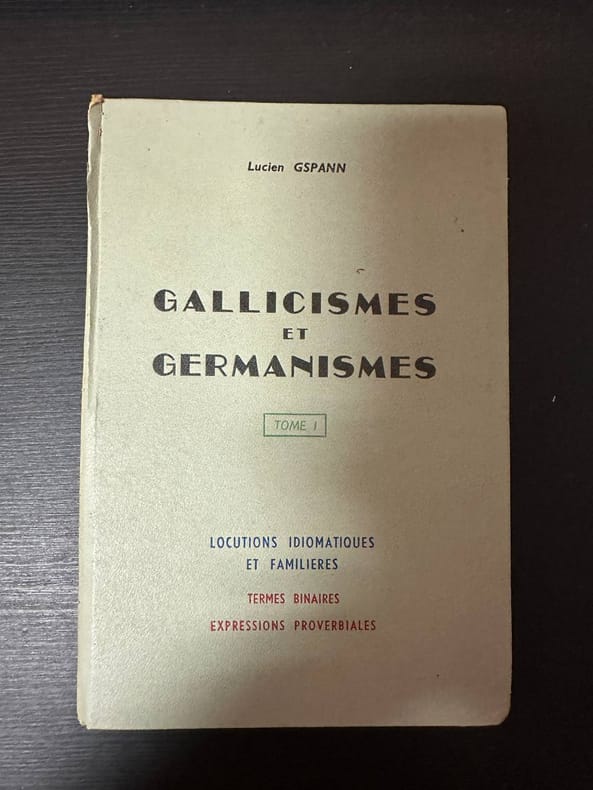 Lucien GSPANN
GALLICISMES
ET
GERMANISMES
TOME I
LOCUTIONS IDIOMATIQUES
ET FAMILIERES
TERMES BINAIRES
EXPRESSIONS PROVERBIALES